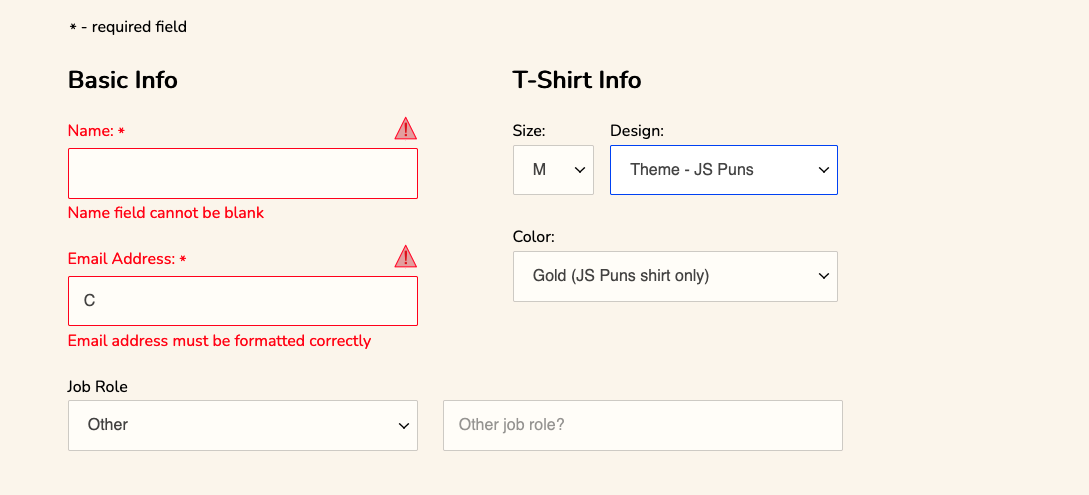 * - required field
Basic Info
Name: *
Name field cannot be blank
Email Address: *
C
Email address must be formatted correctly
T-Shirt Info
Size:
M
Design:
Theme - JS Puns
Color:
Gold (JS Puns shirt only)
Job Role
Other
Other job role?